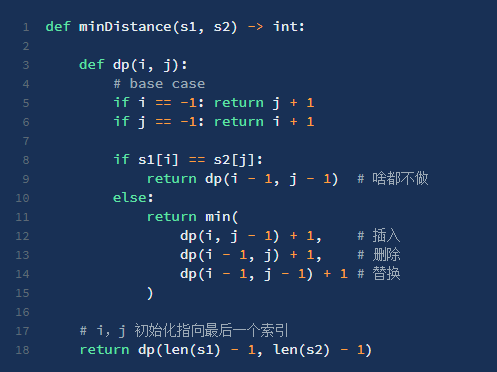 1 def minDistance(s1, s2) -> int:
2
3     def dp(i, j):
4         # base case
5         if i == -1: return j + 1
6         if j == -1: return i + 1
7
8         if s1[i] == s2[j]:
9             return dp(i - 1, j - 1)  # 啥都不做
10         else:
11             return min(
12                 dp(i, j - 1) + 1,    # 插入
13                 dp(i - 1, j) + 1,    # 删除
14                 dp(i - 1, j - 1) + 1 # 替换
15             )
16
17     # i，j 初始化指向最后一个索引
18     return dp(len(s1) - 1, len(s2) - 1)